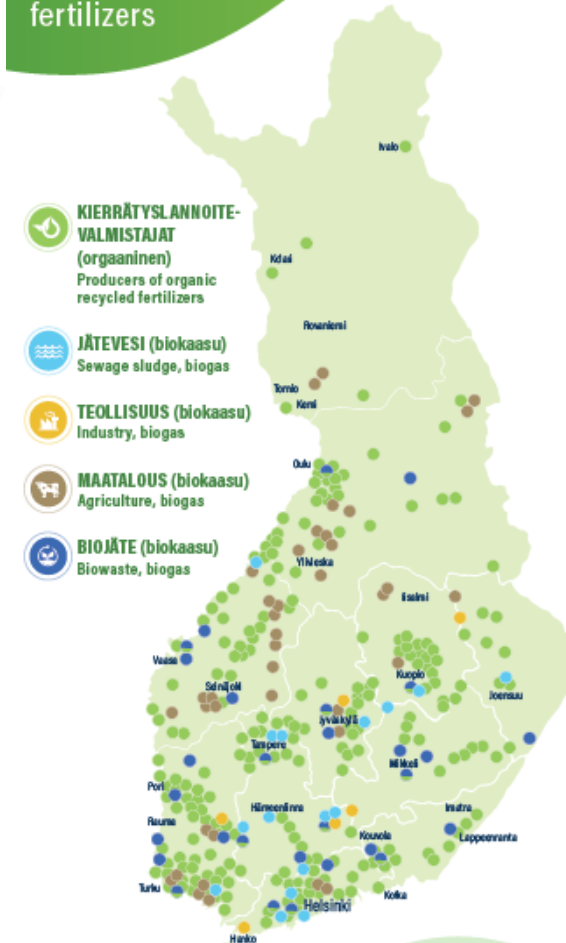 fertilizers
Ivalo
KIERRÄTYSLANNOITE-
VALMISTAJAT
(orgaaninen)
Producers of organic
recycled fertilizers
Kolari
Rovaniemi
JÄTEVESI (biokaasu)
Sewage sludge, biogas
Tornio
Kemi
TEOLLISUUS (biokaasu)
Industry, biogas
Oulu
MAATALOUS (biokaasu)
Agriculture, biogas
BIOJÄTE (biokaasu)
Biowaste, biogas
Ylivieska
Iisalmi
Vaasa
Kuopio
Seinäjoki
Joensuu
Jyväskylä
Tampere
Mikkeli
Pori
Hämeenlinna
Imatra
Rauma
Kouvola
Lappeenranta
Turku
Kotka
Helsinki
Hanko